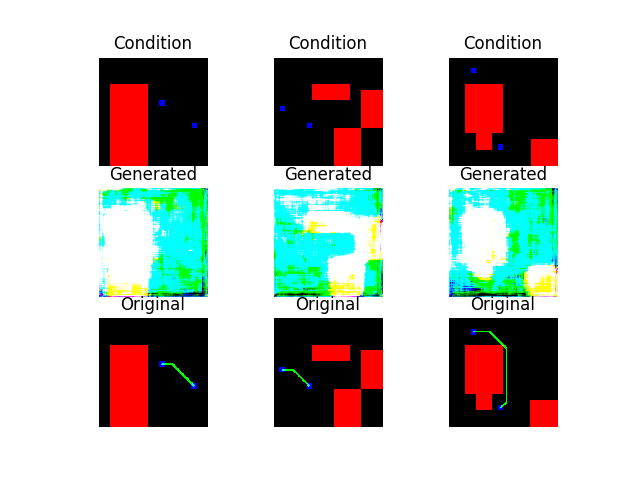 Condition Condition Condition
Generated Generated Generated
Original Original Original